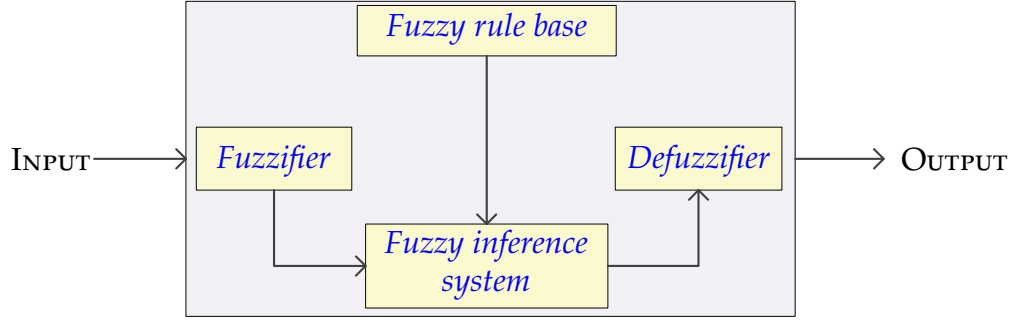 Fuzzy rule base
INPUT
Fuzzifier
Defuzzifier
OUTPUT
Fuzzy inference
system